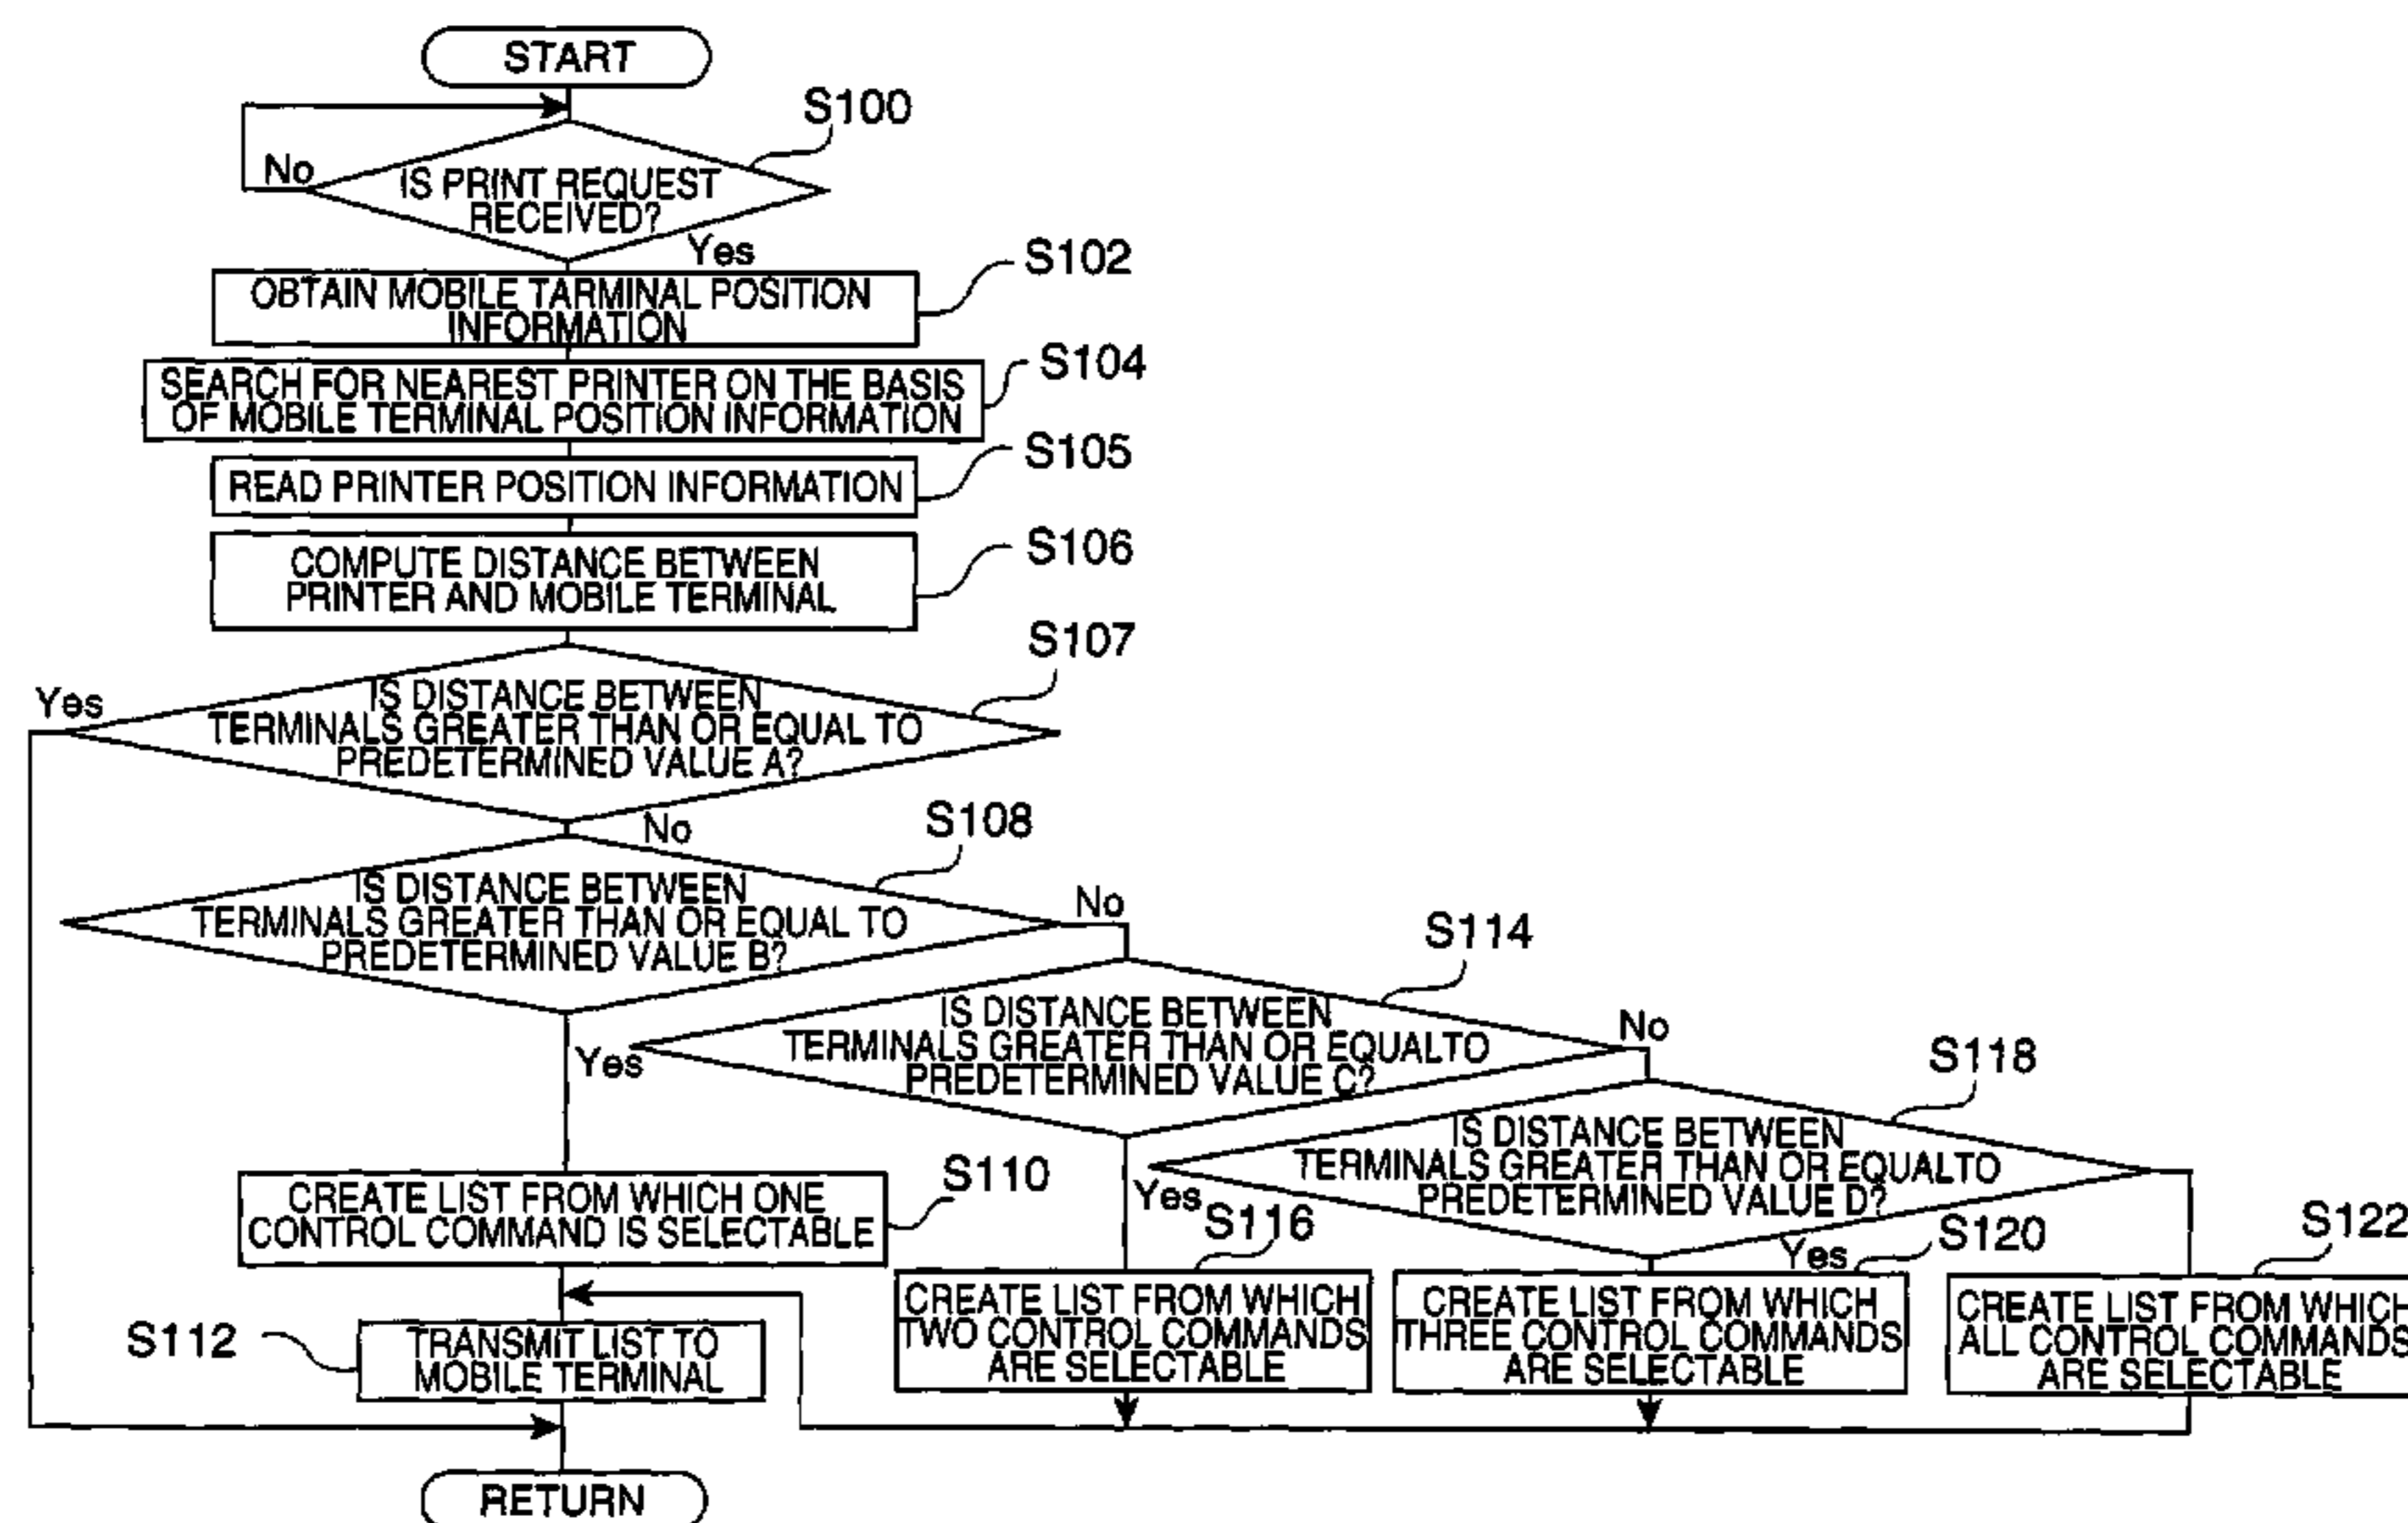 START
S100
No
IS PRINT REQUEST
RECEIVED?
Yes
S102
OBTAIN MOBILE TARMINAL POSITION
INFORMATION
S104
SEARCH FOR NEAREST PRINTER ON THE BASIS
OF MOBILE TERMINAL POSITION INFORMATION
S105
READ PRINTER POSITION INFORMATION
S106
COMPUTE DISTANCE BETWEEN
PRINTER AND MOBILE TERMINAL
S107
Yes
IS DISTANCE BETWEEN
TERMINALS GREATER THAN OR EQUAL TO
PREDETERMINED VALUE A?
No
S108
IS DISTANCE BETWEEN
TERMINALS GREATER THAN OR EQUAL TO
PREDETERMINED VALUE B?
No
Yes
S114
IS DISTANCE BETWEEN
TERMINALS GREATER THAN OR EQUALTO
PREDETERMINED VALUE C?
No
Yes
S118
IS DISTANCE BETWEEN
TERMINALS GREATER THAN OR EQUALTO
PREDETERMINED VALUE D?
Yes
S110
CREATE LIST FROM WHICH ONE
CONTROL COMMAND IS SELECTABLE
S116
CREATE LIST FROM WHICH
TWO CONTROL COMMANDS
ARE SELECTABLE
S120
CREATE LIST FROM WHICH
THREE CONTROL COMMANDS
ARE SELECTABLE
S122
CREATE LIST FROM WHICH
ALL CONTROL COMMANDS
ARE SELECTABLE
S112
TRANSMIT LIST TO
MOBILE TERMINAL
RETURN